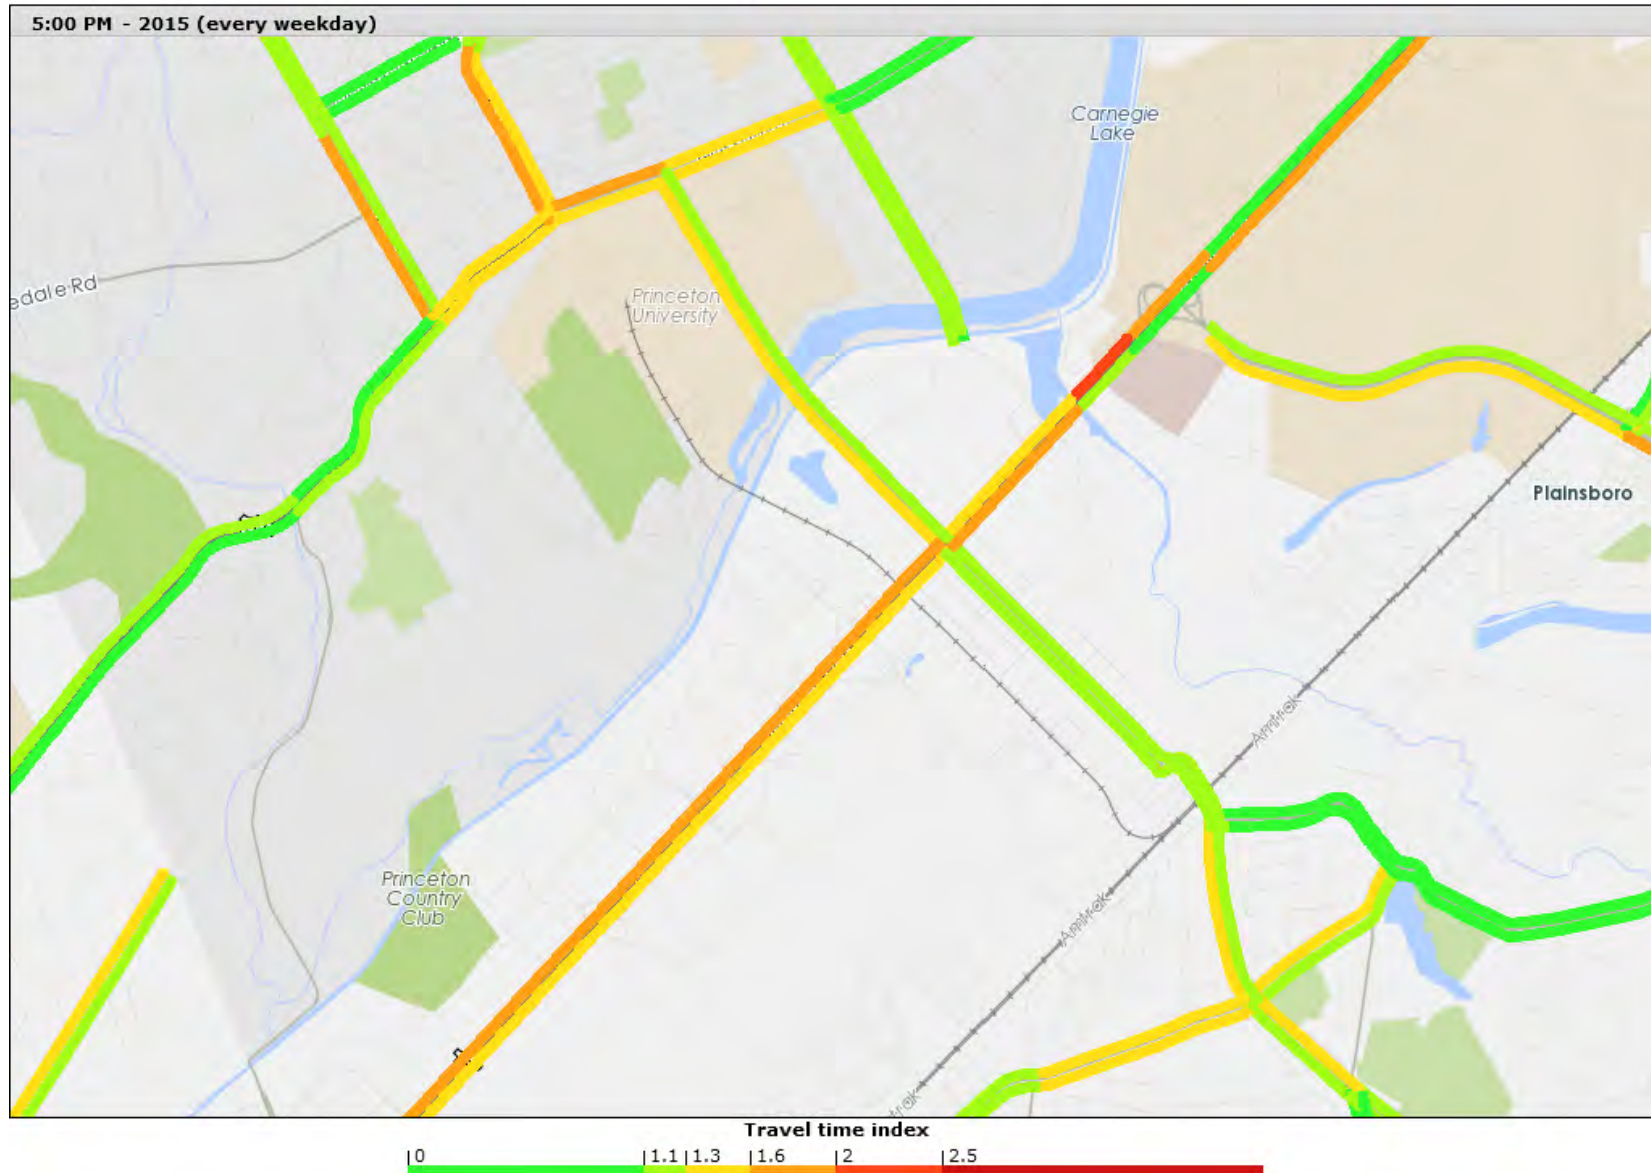 5:00 PM - 2015 (every weekday)
Carnegie
Lake
edale Rd
Princeton
University
Plainsboro
Amtrak
Princeton
Country
Club
Amtrak
trak
Travel time index
0 1.1 1.3 1.6 2 2.5